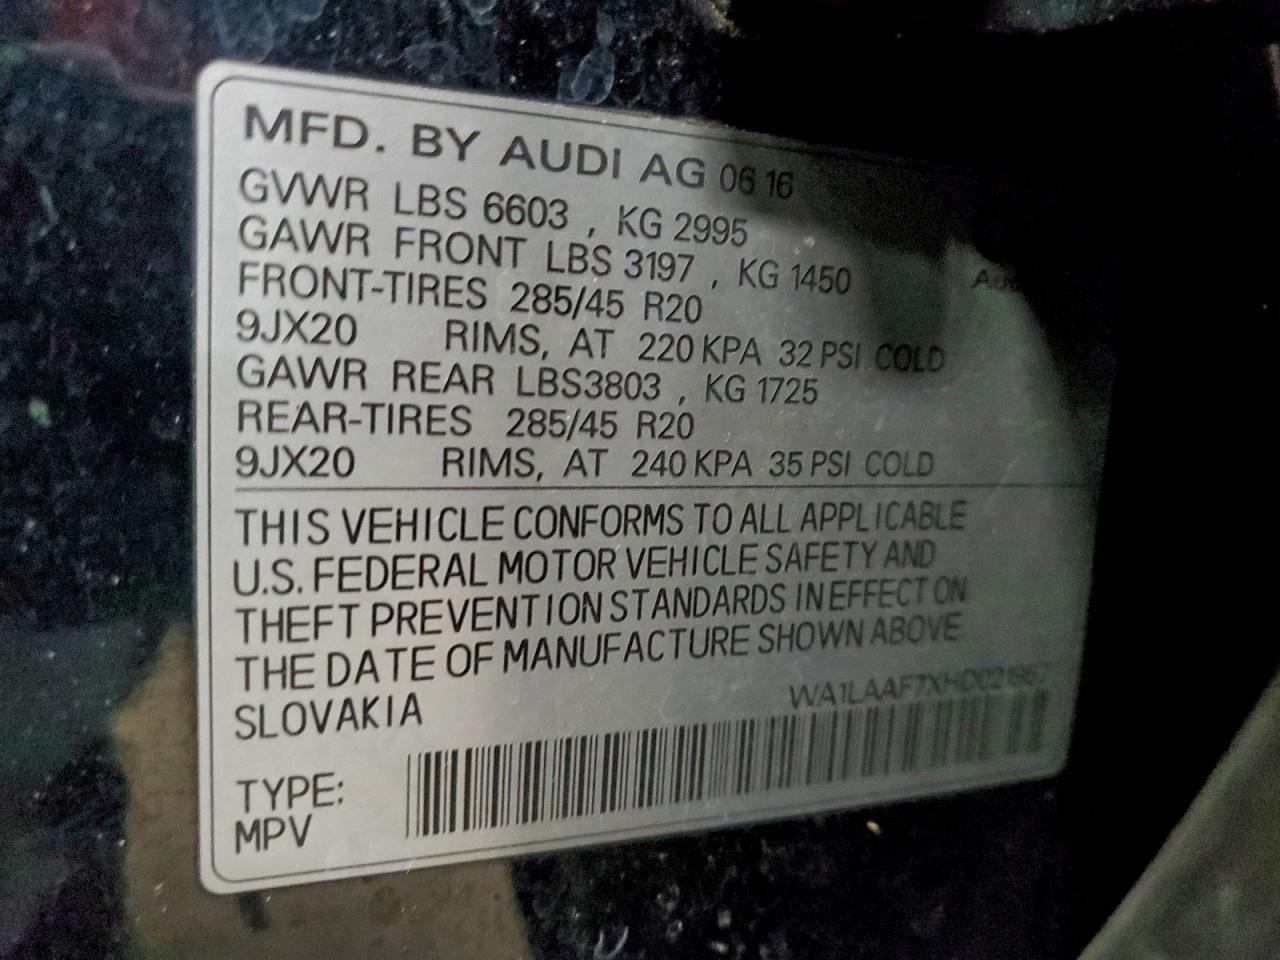 MFD. BY AUDI AG 06 16
GVWR LBS 6603 , KG 2995
GAWR FRONT LBS 3197 , KG 1450
FRONT-TIRES 285/45 R20
9JX20 RIMS, AT 220 KPA 32 PSI COLD
GAWR REAR LBS3803 , KG 1725
REAR-TIRES 285/45 R20
9JX20 RIMS, AT 240 KPA 35 PSI COLD
THIS VEHICLE CONFORMS TO ALL APPLICABLE
U.S. FEDERAL MOTOR VEHICLE SAFETY AND
THEFT PREVENTION STANDARDS IN EFFECT ON
THE DATE OF MANUFACTURE SHOWN ABOVE
SLOVAKIA
TYPE:
MPV